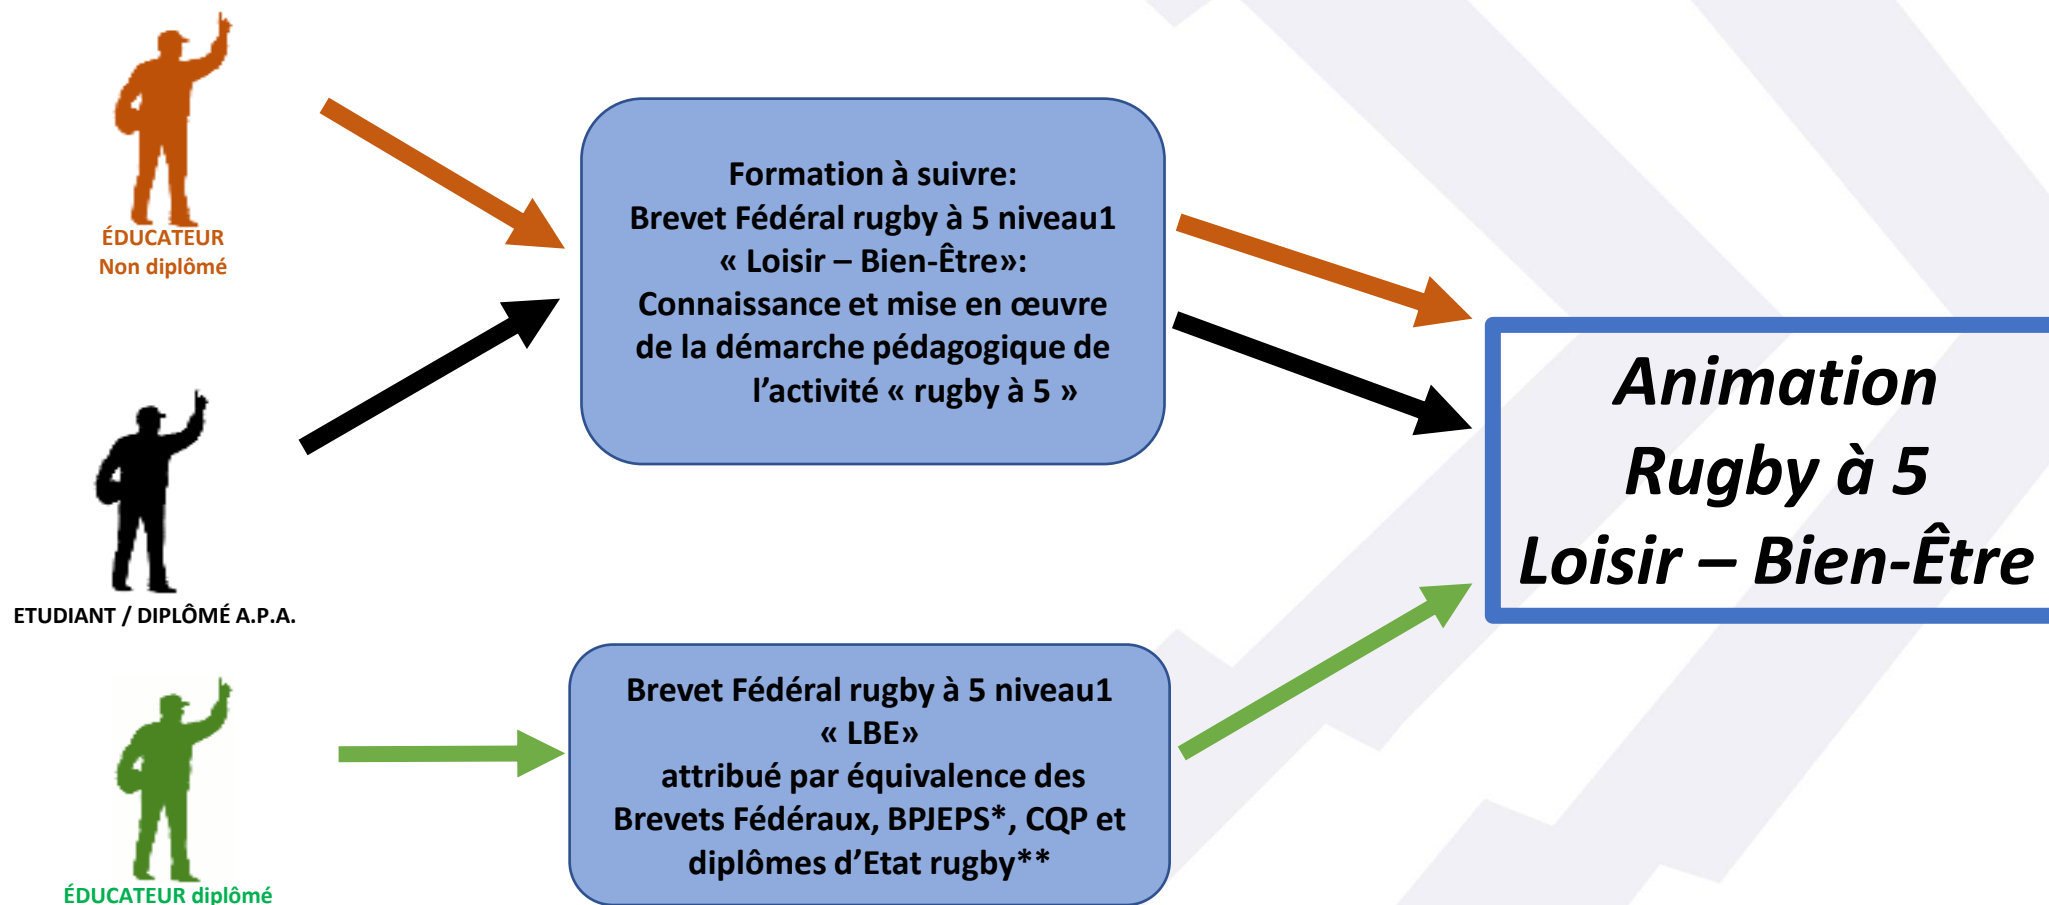 ÉDUCATEUR
Non diplômé
Formation à suivre:
Brevet Fédéral rugby à 5 niveau1
« Loisir – Bien-Être»:
Connaissance et mise en œuvre
de la démarche pédagogique de
l’activité « rugby à 5 »
ETUDIANT / DIPLÔMÉ A.P.A.
Animation
Rugby à 5
Loisir – Bien-Être
ÉDUCATEUR diplômé
Brevet Fédéral rugby à 5 niveau1
« LBE»
attribué par équivalence des
Brevets Fédéraux, BPJEPS*, CQP et
diplômes d’Etat rugby**